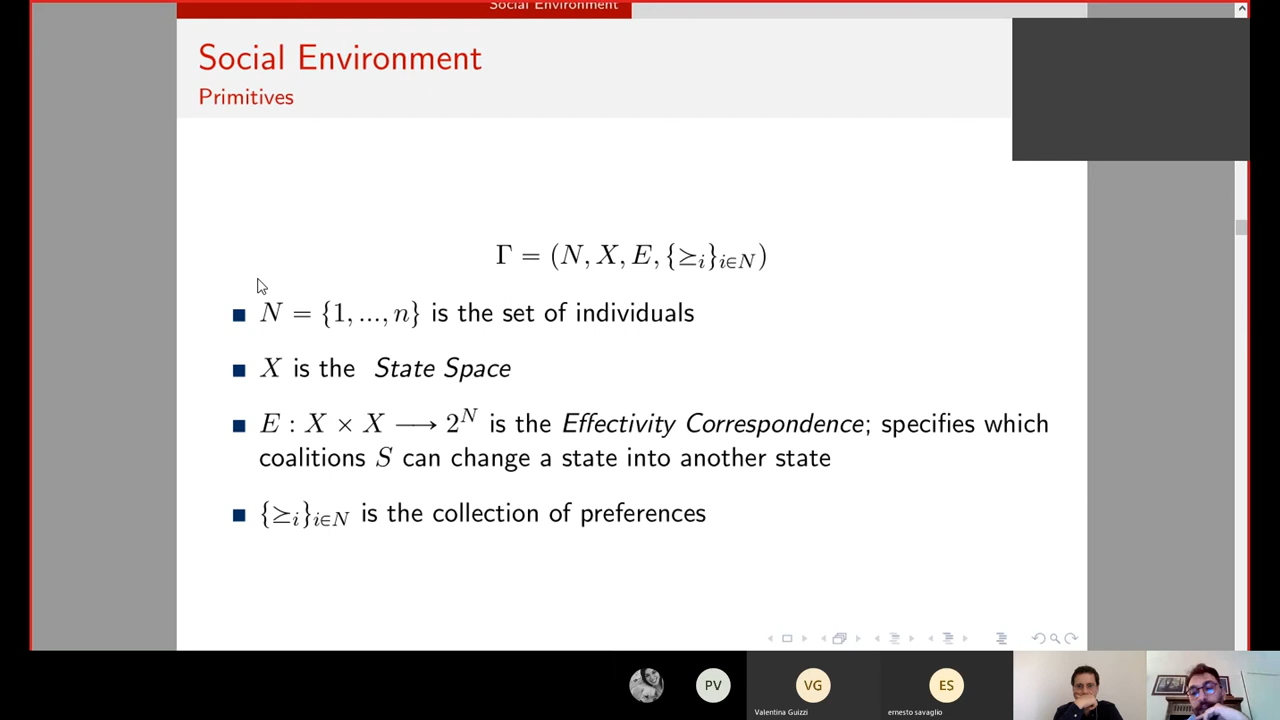 Social Environment
Social Environment
Primitives
Γ = (N, X, E, {⪰ᵢ}ᵢ∈N)
N = {1, ..., n} is the set of individuals
X is the State Space
E : X × X ⟶ 2ᴺ is the Effectivity Correspondence; specifies which
coalitions S can change a state into another state
{⪰ᵢ}ᵢ∈N is the collection of preferences
PV
VG
ES
Valentina Guizzi
ernesto savaglio